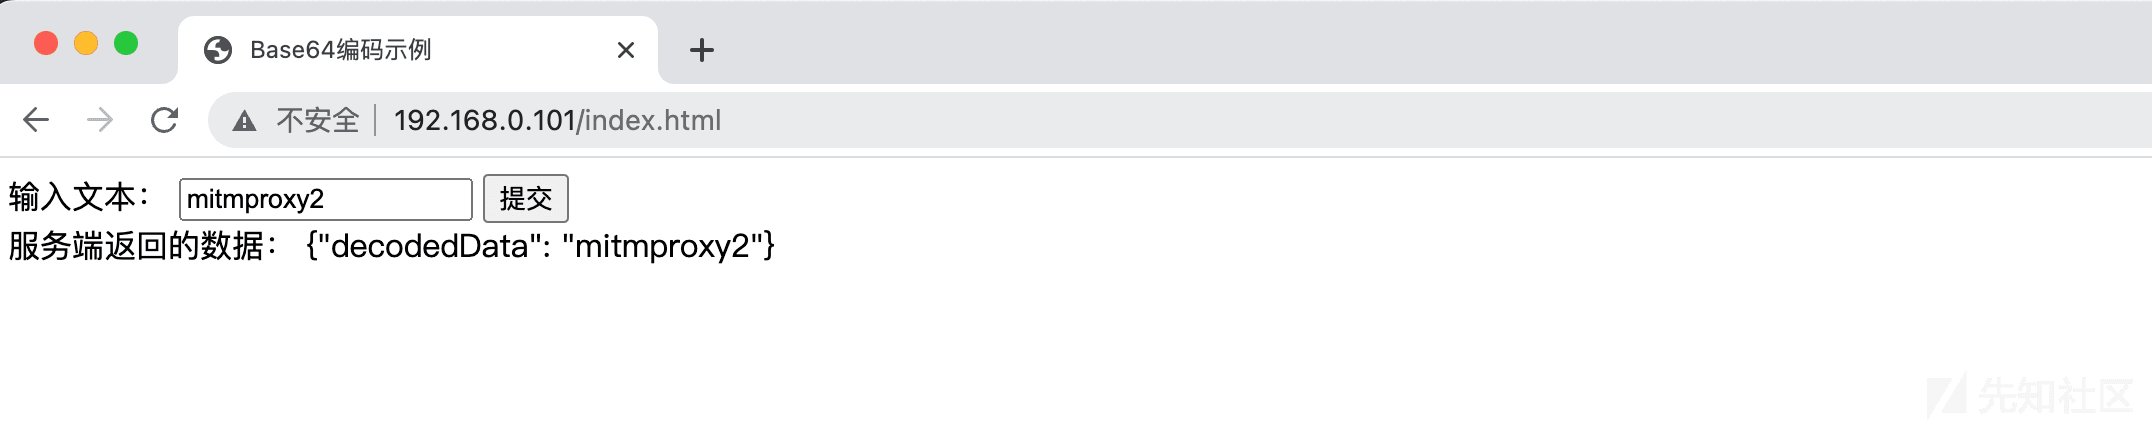 Base64编码示例
不安全 192.168.0.101/index.html
输入文本： mitmproxy2 提交
服务端返回的数据： {"decodedData": "mitmproxy2"}
先知社区